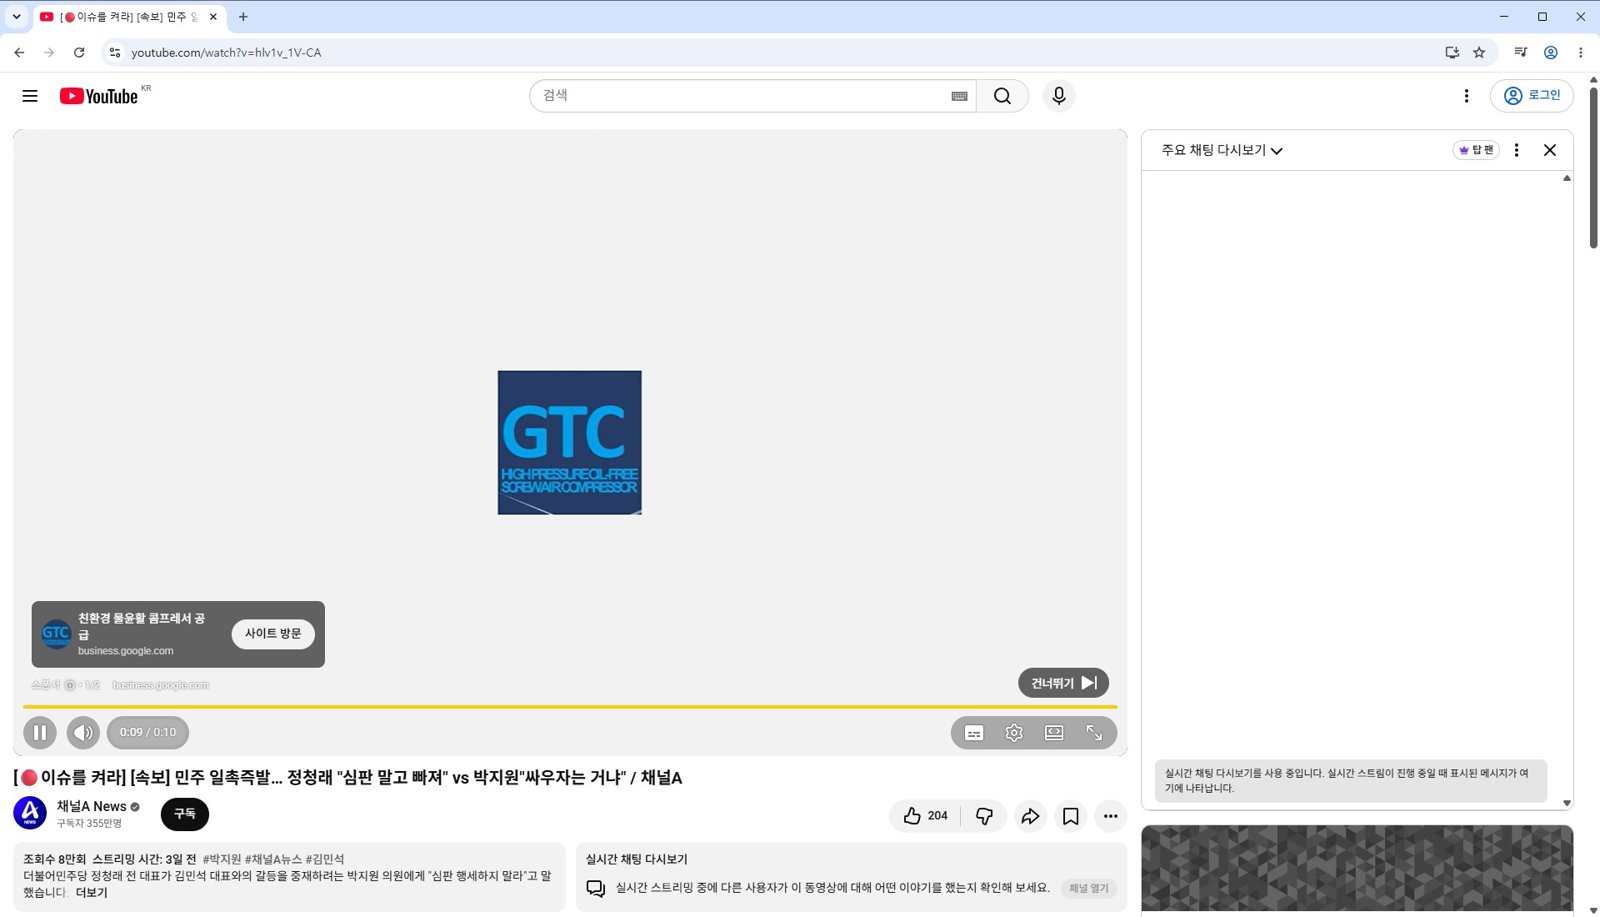 [🔴이슈를 켜라] [속보] 민주 일
youtube.com/watch?v=hlv1v_1V-CA
YouTube KR
검색
로그인
주요 채팅 다시보기
탑 팬
GTC
HIGH PRESSURE OIL-FREE
SCREW AIR COMPRESSOR
GTC
친환경 물윤활 콤프레서 공
급
business.google.com
사이트 방문
스폰서 • 1/2 business.google.com
건너뛰기
0:09 / 0:10
[🔴이슈를 켜라] [속보] 민주 일촉즉발... 정청래 "심판 말고 빠져" vs 박지원"싸우자는 거냐" / 채널A
채널A News
구독자 355만명
구독
204
조회수 8만회 스트리밍 시간: 3일 전 #박지원 #채널A뉴스 #김민석
더불어민주당 정청래 전 대표가 김민석 대표와의 갈등을 중재하려는 박지원 의원에게 "심판 행세하지 말라"고 말
했습니다. 더보기
실시간 채팅 다시보기
실시간 스트리밍 중에 다른 사용자가 이 동영상에 대해 어떤 이야기를 했는지 확인해 보세요.
패널 열기
실시간 채팅 다시보기를 사용 중입니다. 실시간 스트림이 진행 중일 때 표시된 메시지가 여
기에 나타납니다.